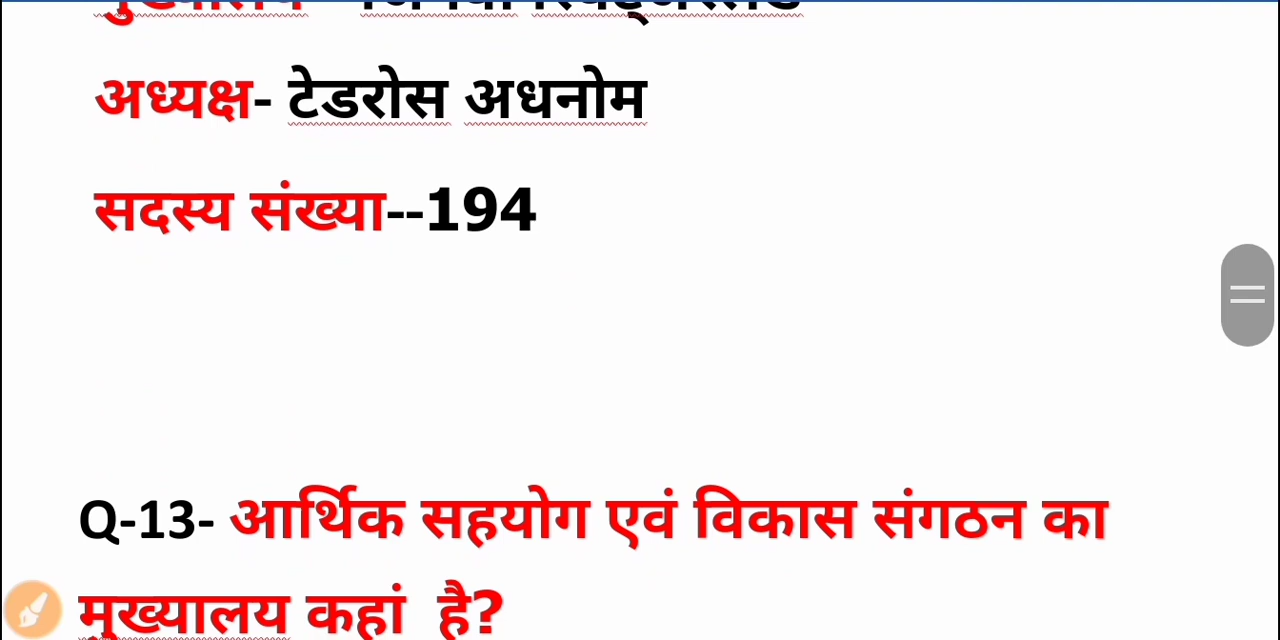 अध्यक्ष- टेडरोस अधनोम
सदस्य संख्या--194
Q-13- आर्थिक सहयोग एवं विकास संगठन का
मुख्यालय कहां है?